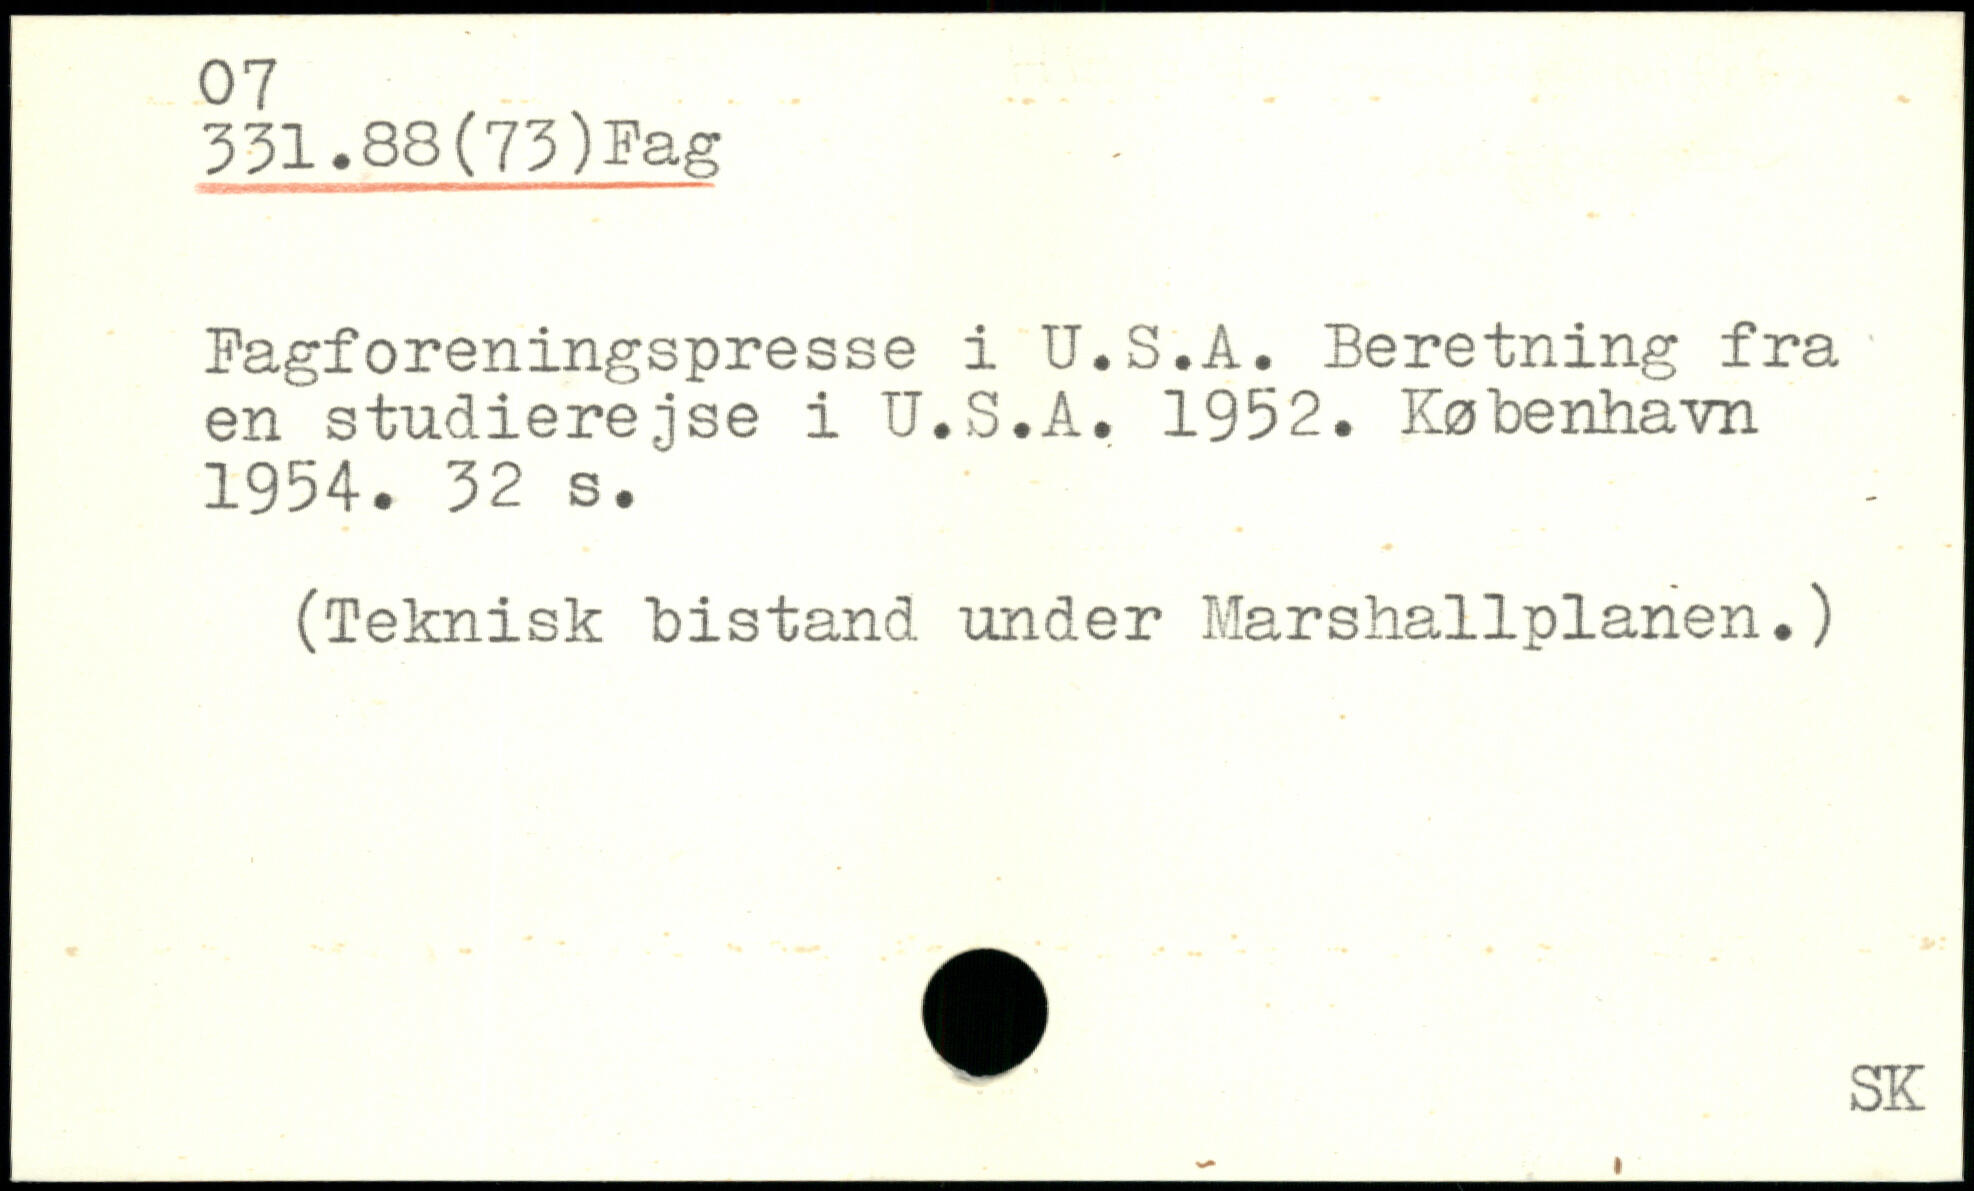 07
331.88(73)Fag
Fagforeningspresse i U.S.A. Beretning fra
en studierejse i U.S.A. 1952. København
1954. 32 s.
(Teknisk bistand under Marshallplanen.)
SK